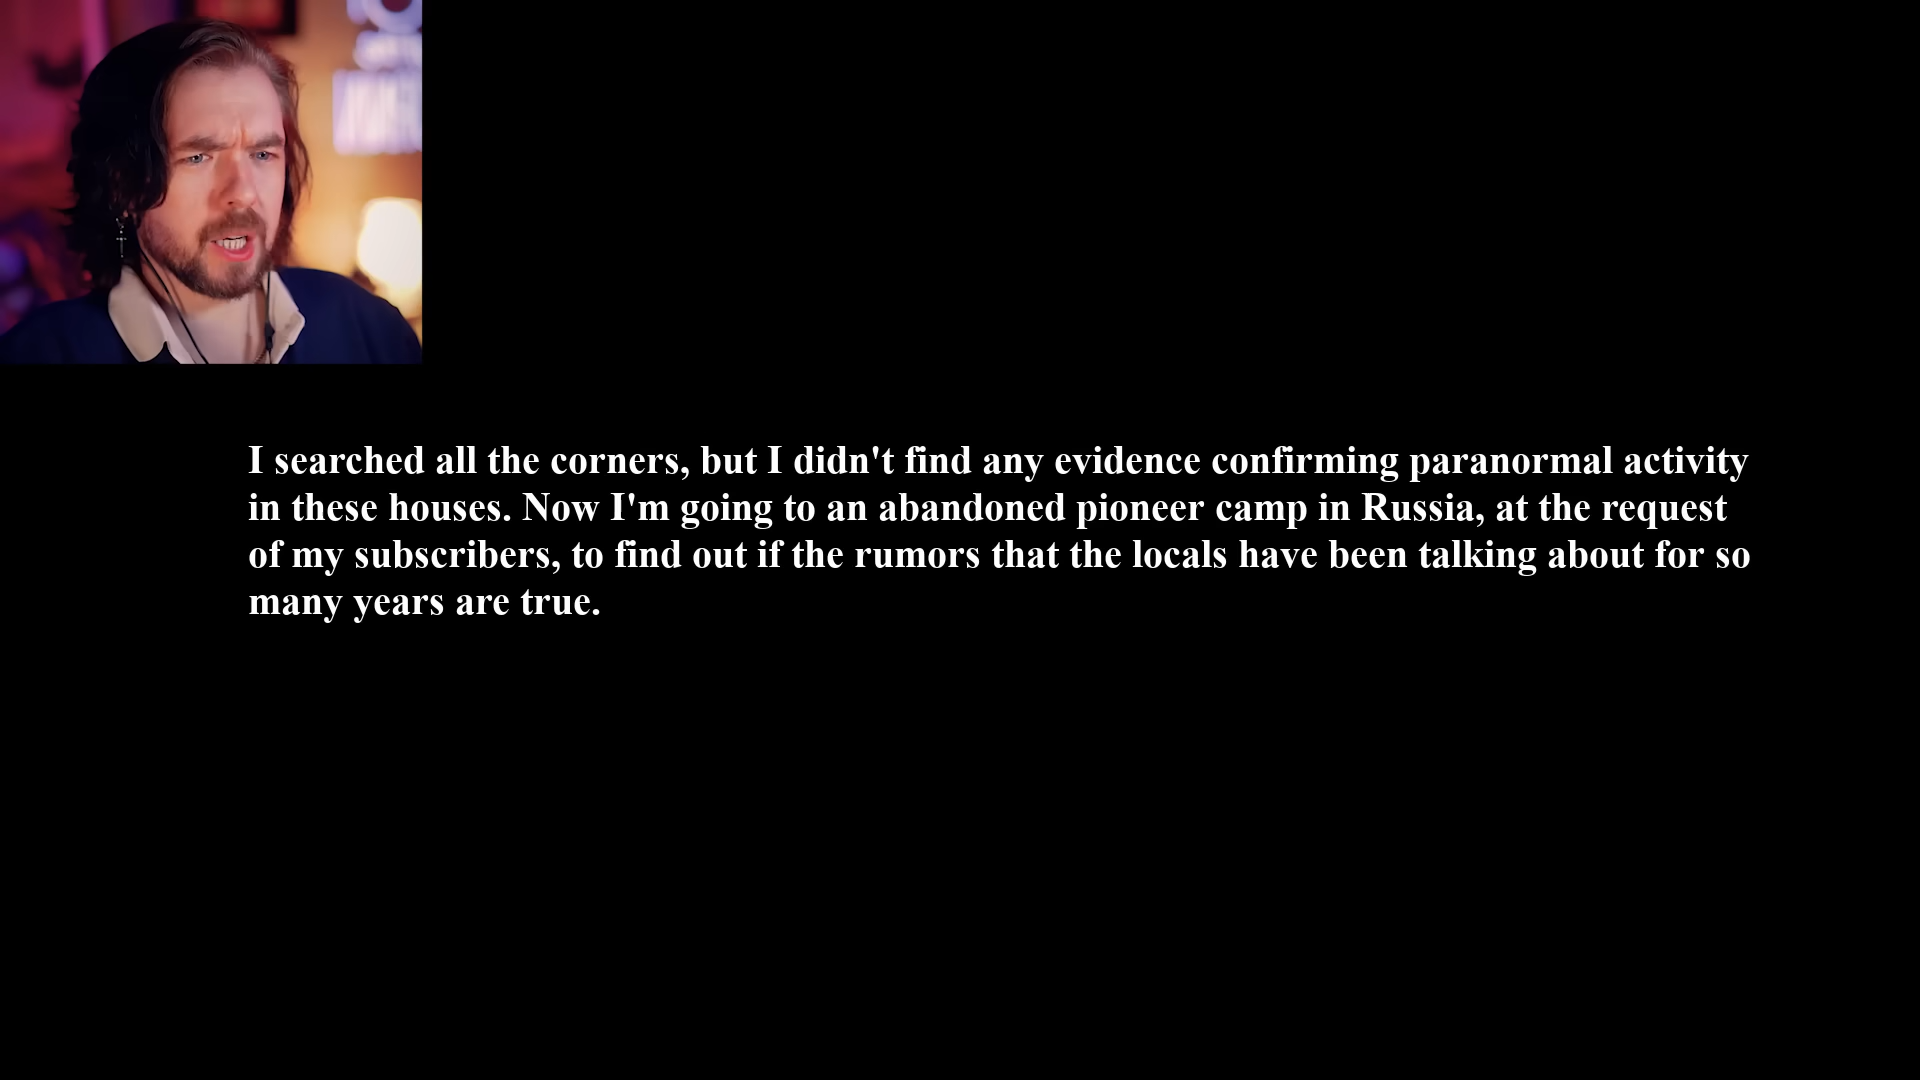 I searched all the corners, but I didn't find any evidence confirming paranormal activity
in these houses. Now I'm going to an abandoned pioneer camp in Russia, at the request
of my subscribers, to find out if the rumors that the locals have been talking about for so
many years are true.